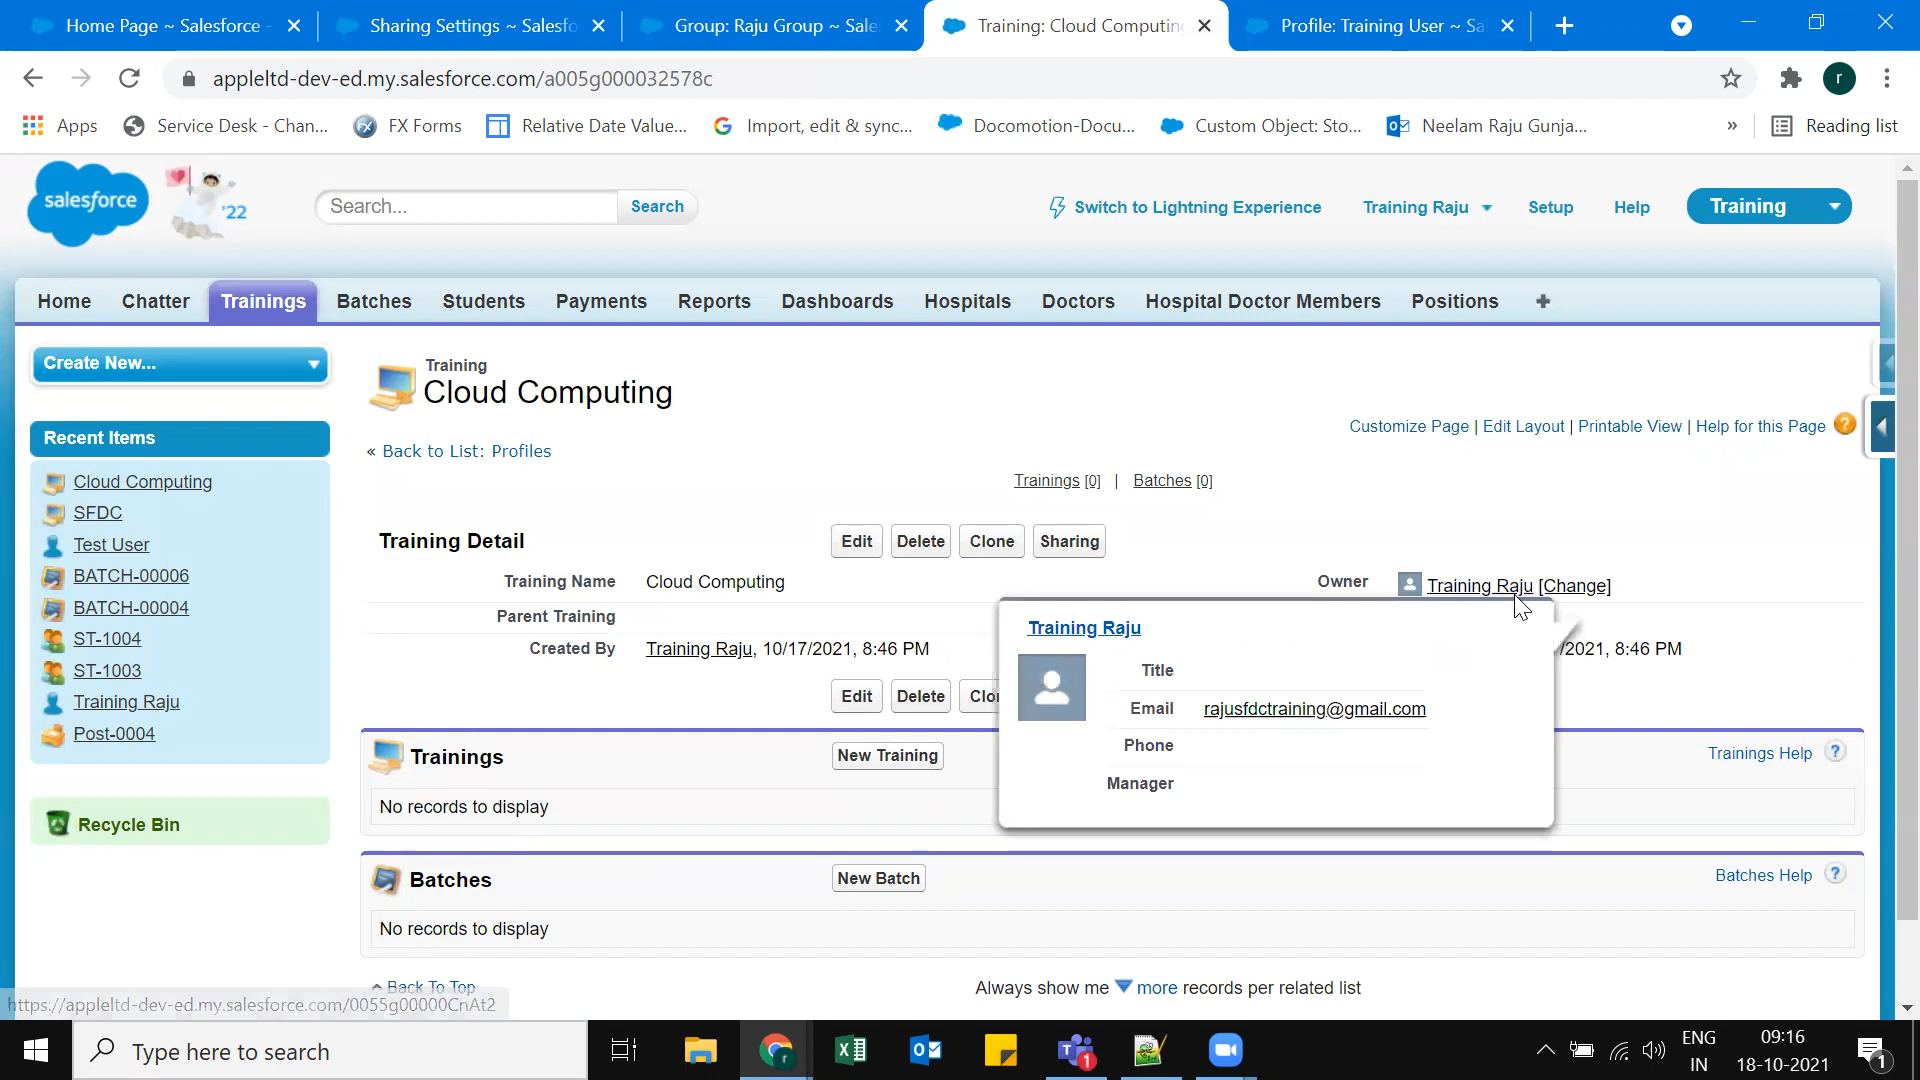 Home Page ~ Salesforce -
Sharing Settings ~ Salesfo
Group: Raju Group ~ Sale
Training: Cloud Computing
Profile: Training User ~ Sa
appleltd-dev-ed.my.salesforce.com/a005g000032578c
r
Apps
Service Desk - Chan...
FX Forms
Relative Date Value...
Import, edit & sync...
Docomotion-Docu...
Custom Object: Sto...
Neelam Raju Gunja...
»
Reading list
salesforce
'22
Search...
Search
Switch to Lightning Experience
Training Raju
Setup
Help
Training
Home
Chatter
Trainings
Batches
Students
Payments
Reports
Dashboards
Hospitals
Doctors
Hospital Doctor Members
Positions
Create New...
Recent Items
Cloud Computing
SFDC
Test User
BATCH-00006
BATCH-00004
ST-1004
ST-1003
Training Raju
Post-0004
Recycle Bin
Training
Cloud Computing
Customize Page | Edit Layout | Printable View | Help for this Page ?
« Back to List: Profiles
Trainings [0] | Batches [0]
Training Detail
Edit
Delete
Clone
Sharing
Training Name Cloud Computing
Owner Training Raju [Change]
Parent Training
Created By Training Raju, 10/17/2021, 8:46 PM
/2021, 8:46 PM
Training Raju
Title
Email rajusfdctraining@gmail.com
Phone
Manager
Edit
Delete
Clo
Trainings
New Training
Trainings Help ?
No records to display
Batches
New Batch
Batches Help ?
No records to display
Back To Top
Always show me more records per related list
https://appleltd-dev-ed.my.salesforce.com/0055g00000CnAt2
Type here to search
1
ENG
IN
09:16
18-10-2021
1